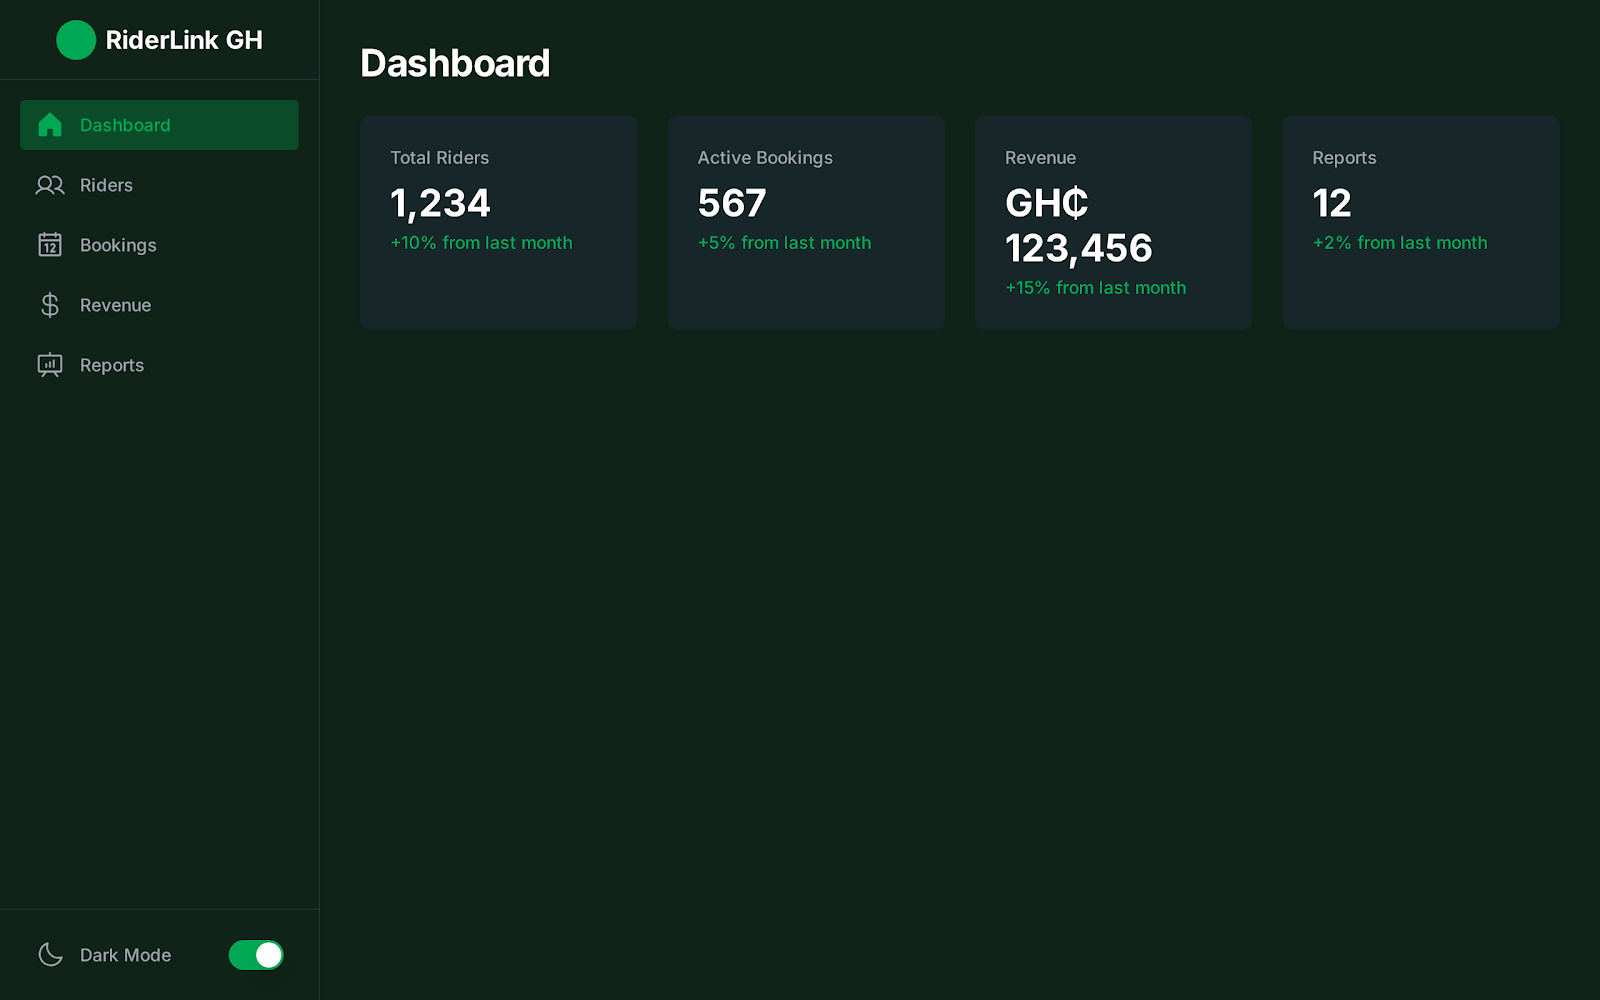 RiderLink GH
Dashboard
Riders
12
Bookings
Revenue
Reports
Dark Mode
Dashboard
Total Riders
1,234
+10% from last month
Active Bookings
567
+5% from last month
Revenue
GH₵
123,456
+15% from last month
Reports
12
+2% from last month